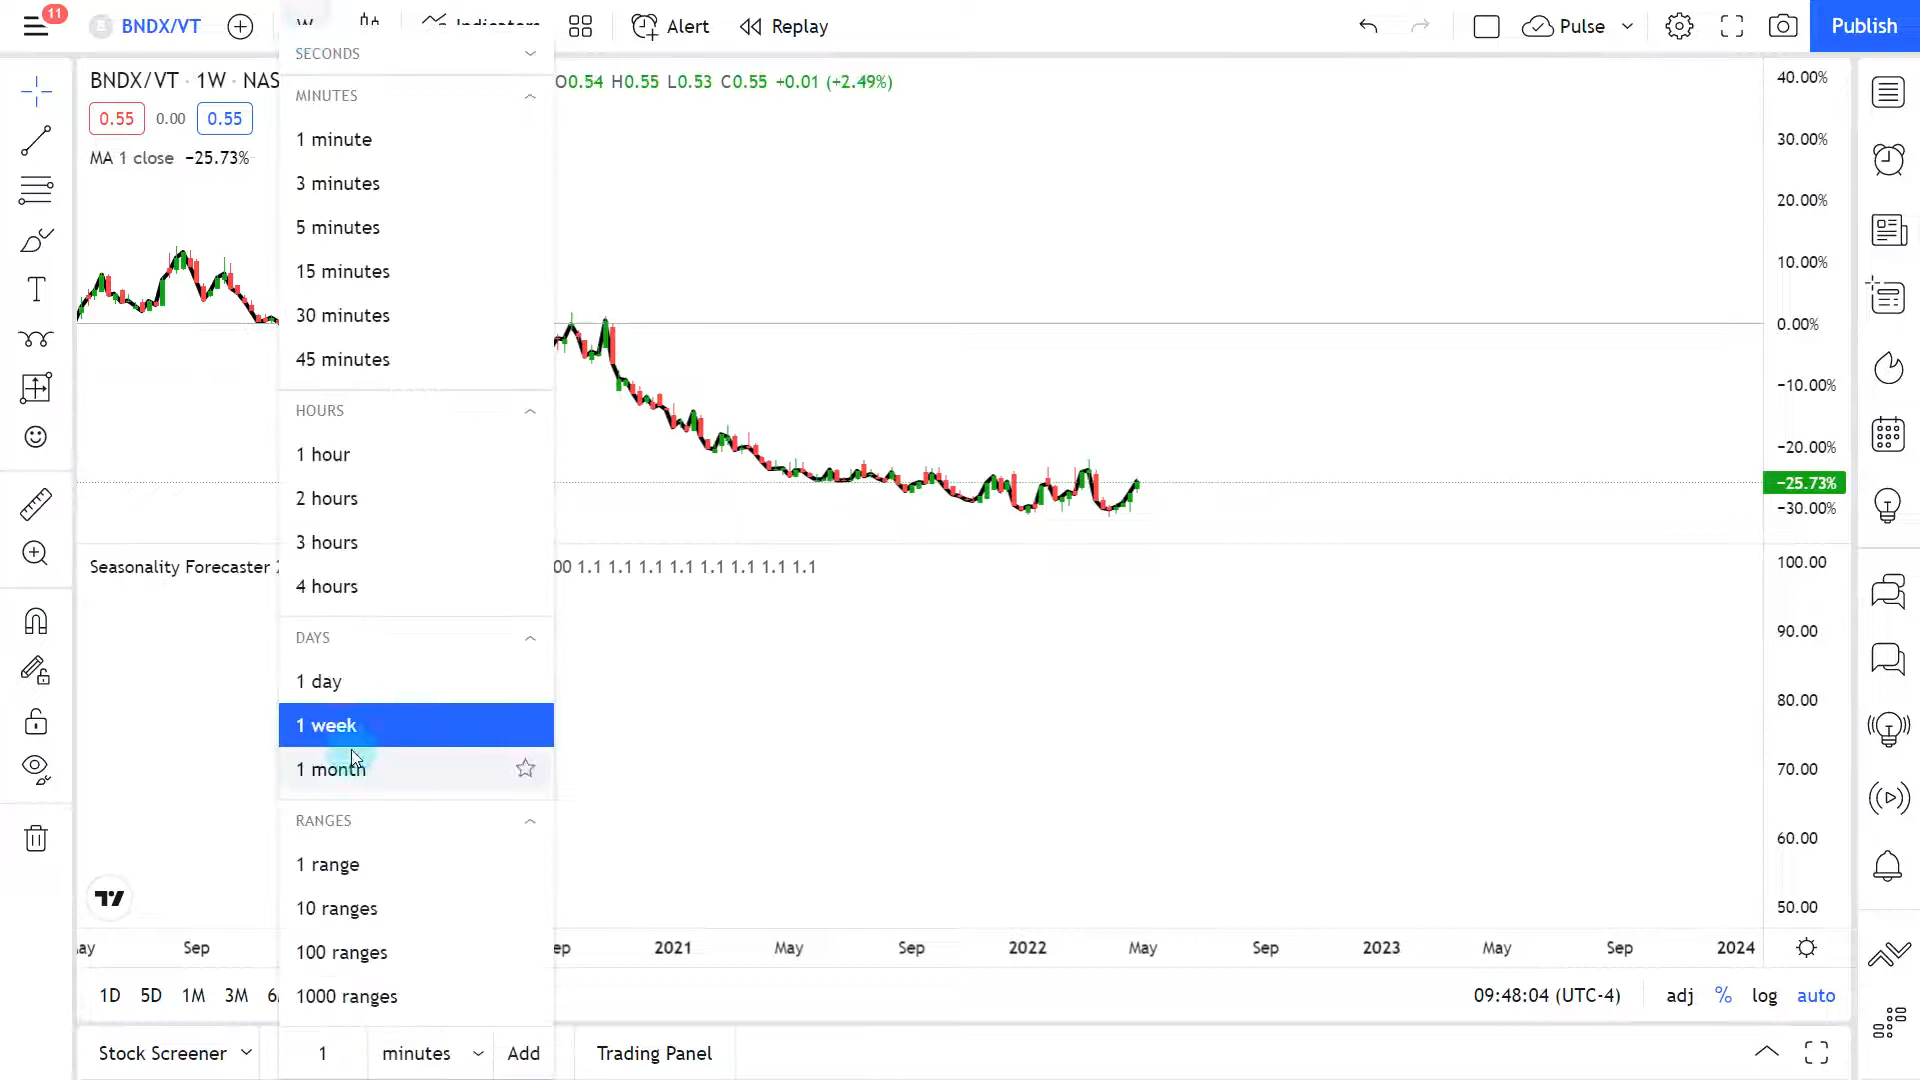 11
BNDX/VT
W
Indicators
Alert
Replay
Pulse
Publish
SECONDS
MINUTES
1 minute
3 minutes
5 minutes
15 minutes
30 minutes
45 minutes
HOURS
1 hour
2 hours
3 hours
4 hours
DAYS
1 day
1 week
1 month
RANGES
1 range
10 ranges
100 ranges
1000 ranges
1 minutes Add
BNDX/VT · 1W · NAS
O0.54 H0.55 L0.53 C0.55 +0.01 (+2.49%)
0.55 0.00 0.55
MA 1 close −25.73%
40.00%
30.00%
20.00%
10.00%
0.00%
−10.00%
−20.00%
−25.73%
−30.00%
Seasonality Forecaster
00 1.1 1.1 1.1 1.1 1.1 1.1 1.1 1.1
100.00
90.00
80.00
70.00
60.00
50.00
ay Sep ep 2021 May Sep 2022 May Sep 2023 May Sep 2024
1D 5D 1M 3M 6
09:48:04 (UTC-4) adj % log auto
Stock Screener
Trading Panel